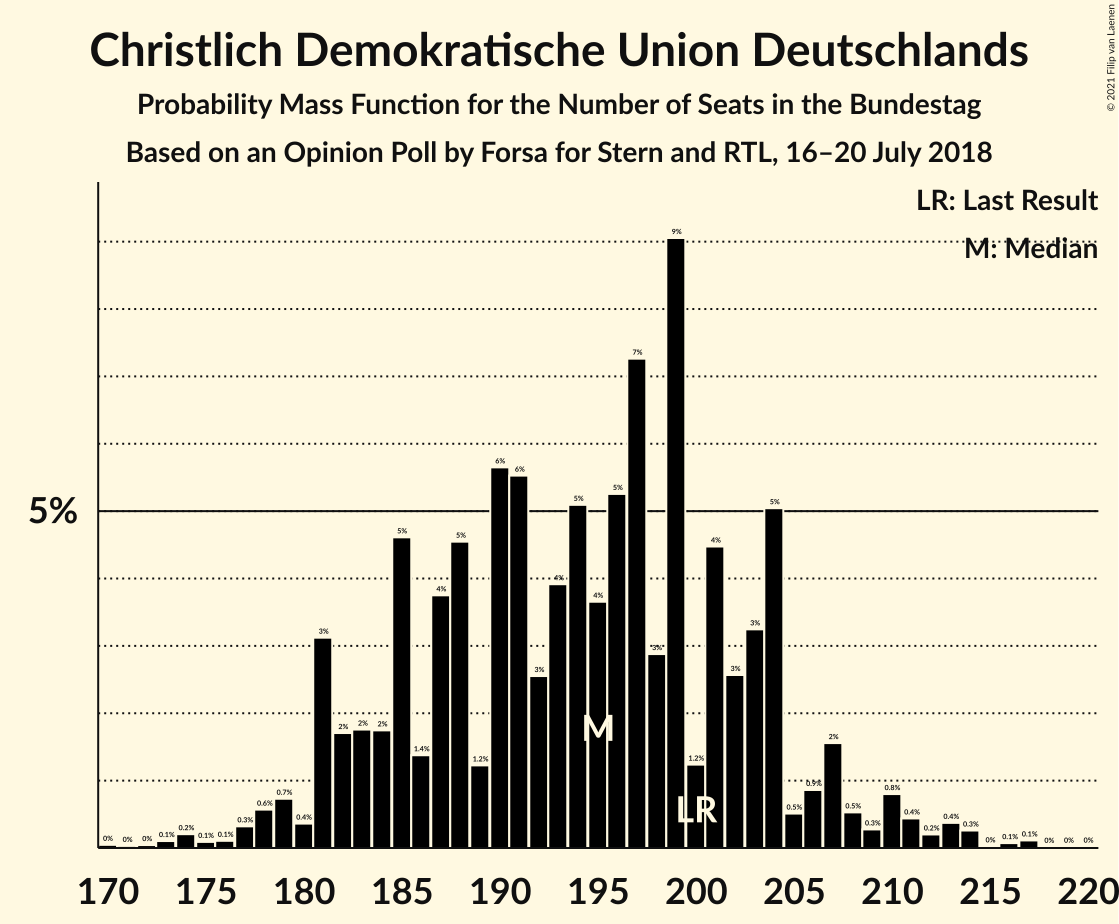 Christlich Demokratische Union Deutschlands
Probability Mass Function for the Number of Seats in the Bundestag
Based on an Opinion Poll by Forsa for Stern and RTL, 16–20 July 2018
© 2021 Filip van Laenen
LR: Last Result
M: Median
5%
0% 0% 0% 0.1% 0.2% 0.1% 0.1% 0.3% 0.6% 0.7% 0.4% 3% 2% 2% 2% 5% 1.4% 4% 5% 1.2% 6% 6% 3% 4% 5% 4% 5% 7% 3% 9% 1.2% 4% 3% 3% 5% 0.5% 0.9% 2% 0.5% 0.3% 0.8% 0.4% 0.2% 0.4% 0.3% 0% 0.1% 0.1% 0% 0% 0%
M
LR
170 175 180 185 190 195 200 205 210 215 220